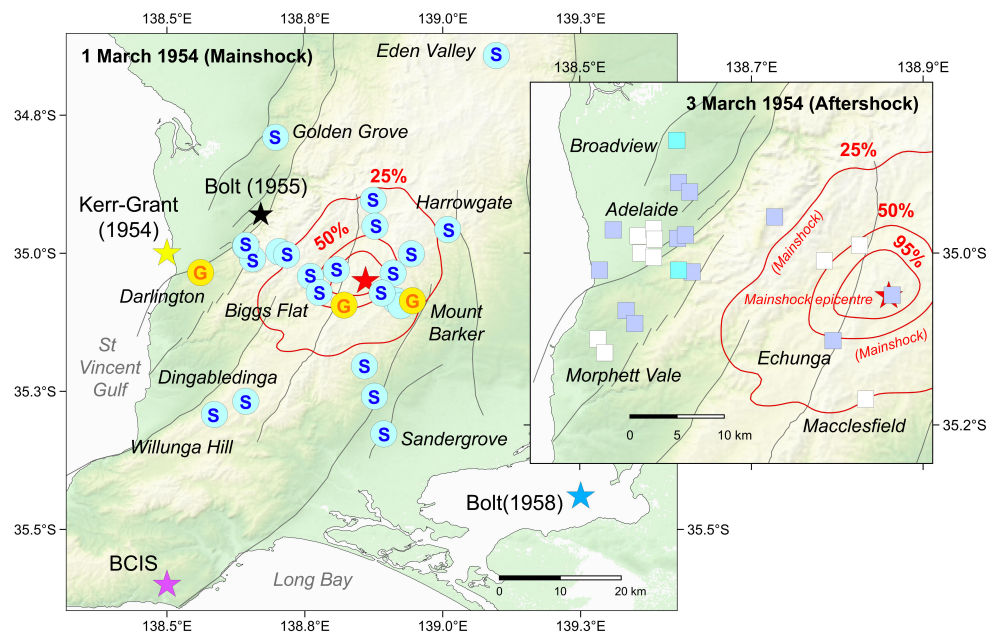 138.5°E
138.8°E
139.0°E
139.3°E
1 March 1954 (Mainshock)
Eden Valley
S
34.8°S
S
Golden Grove
Bolt (1955)
Kerr-Grant
(1954)
25%
S
Harrowgate
S
S
50%
S
S
S
S
35.0°S
G
S
S
S
S
S
G
G
Darlington
Biggs Flat
Mount
Barker
St
Vincent
Gulf
S
Dingabledinga
35.3°S
S
S
S
S
Sandergrove
Willunga Hill
Bolt(1958)
35.5°S
35.5°S
BCIS
Long Bay
0
10
20 km
138.5°E
138.8°E
139.0°E
139.3°E
138.5°E
138.7°E
138.9°E
3 March 1954 (Aftershock)
Broadview
25%
Adelaide
50%
(Mainshock)
95%
35.0°S
Mainshock epicentre
(Mainshock)
Echunga
Morphett Vale
0
5
10 km
Macclesfield
35.2°S